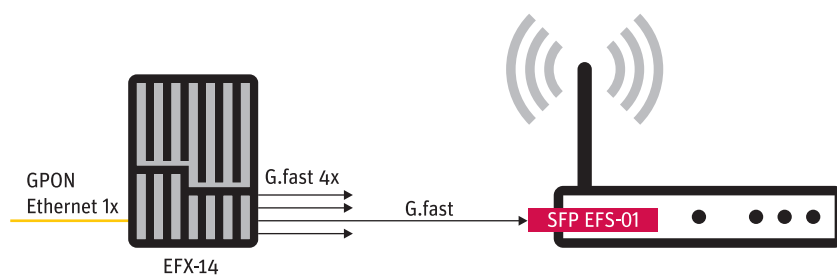 GPON
Ethernet 1x
G.fast 4x
G.fast
SFP EFS-01
EFX-14